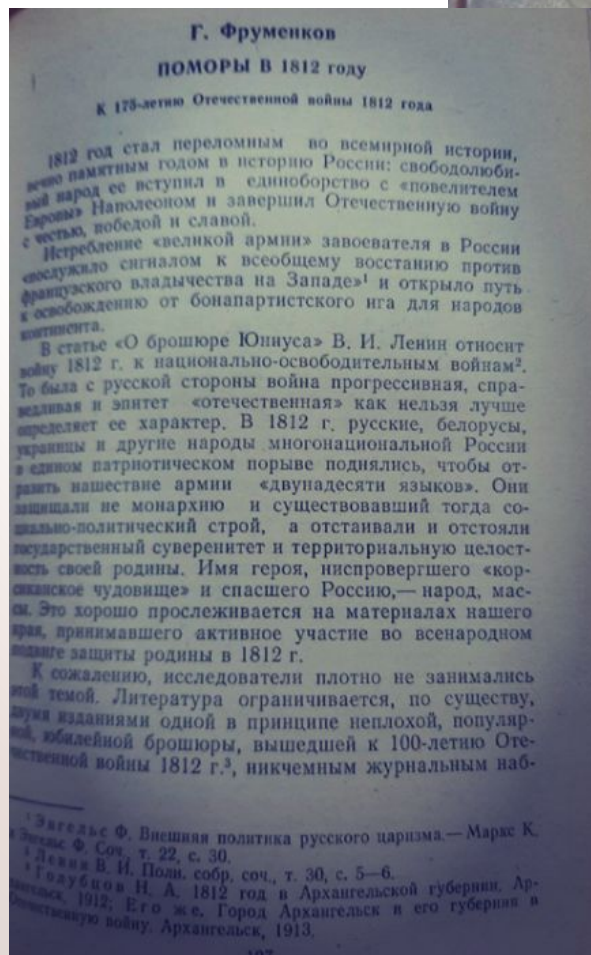 Г. Фруменков
ПОМОРЫ В 1812 году
К 175-летию Отечественной войны 1812 года
1812 год стал переломным во всемирной истории,
вечно памятным годом в историю России: свободолюби-
вый народ ее вступил в единоборство с «повелителем
Европы» Наполеоном и завершил Отечественную войну
с честью, победой и славой.
Истребление «великой армии» завоевателя в России
«послужило сигналом к всеобщему восстанию против
французского владычества на Западе»¹ и открыло путь
к освобождению от бонапартистского ига для народов
континента.
В статье «О брошюре Юниуса» В. И. Ленин относит
войну 1812 г. к национально-освободительным войнам².
То была с русской стороны война прогрессивная, спра-
ведливая и эпитет «отечественная» как нельзя лучше
определяет ее характер. В 1812 г. русские, белорусы,
украинцы и другие народы многонациональной России
в едином патриотическом порыве поднялись, чтобы от-
разить нашествие армии «двунадесяти языков». Они
защищали не монархию и существовавший тогда со-
циально-политический строй, а отстаивали и отстояли
государственный суверенитет и территориальную целост-
ность своей родины. Имя героя, ниспровергшего «кор-
сиканское чудовище» и спасшего Россию,— народ, мас-
сы. Это хорошо прослеживается на материалах нашего
края, принимавшего активное участие во всенародном
подвиге защиты родины в 1812 г.
К сожалению, исследователи плотно не занимались
этой темой. Литература ограничивается, по существу,
двумя изданиями одной в принципе неплохой, популяр-
ной, юбилейной брошюры, вышедшей к 100-летию Оте-
чественной войны 1812 г.³, никчемным журнальным наб-
¹ Энгельс Ф. Внешняя политика русского царизма.— Маркс К.
и Энгельс Ф. Соч., т. 22, с. 30.
² Ленин В. И. Полн. собр. соч., т. 30, с. 5—6.
³ Голубцов Н. А. 1812 год в Архангельской губернии. Ар-
хангельск, 1912; Его же. Город Архангельск и его губерния в
Отечественную войну. Архангельск, 1913.